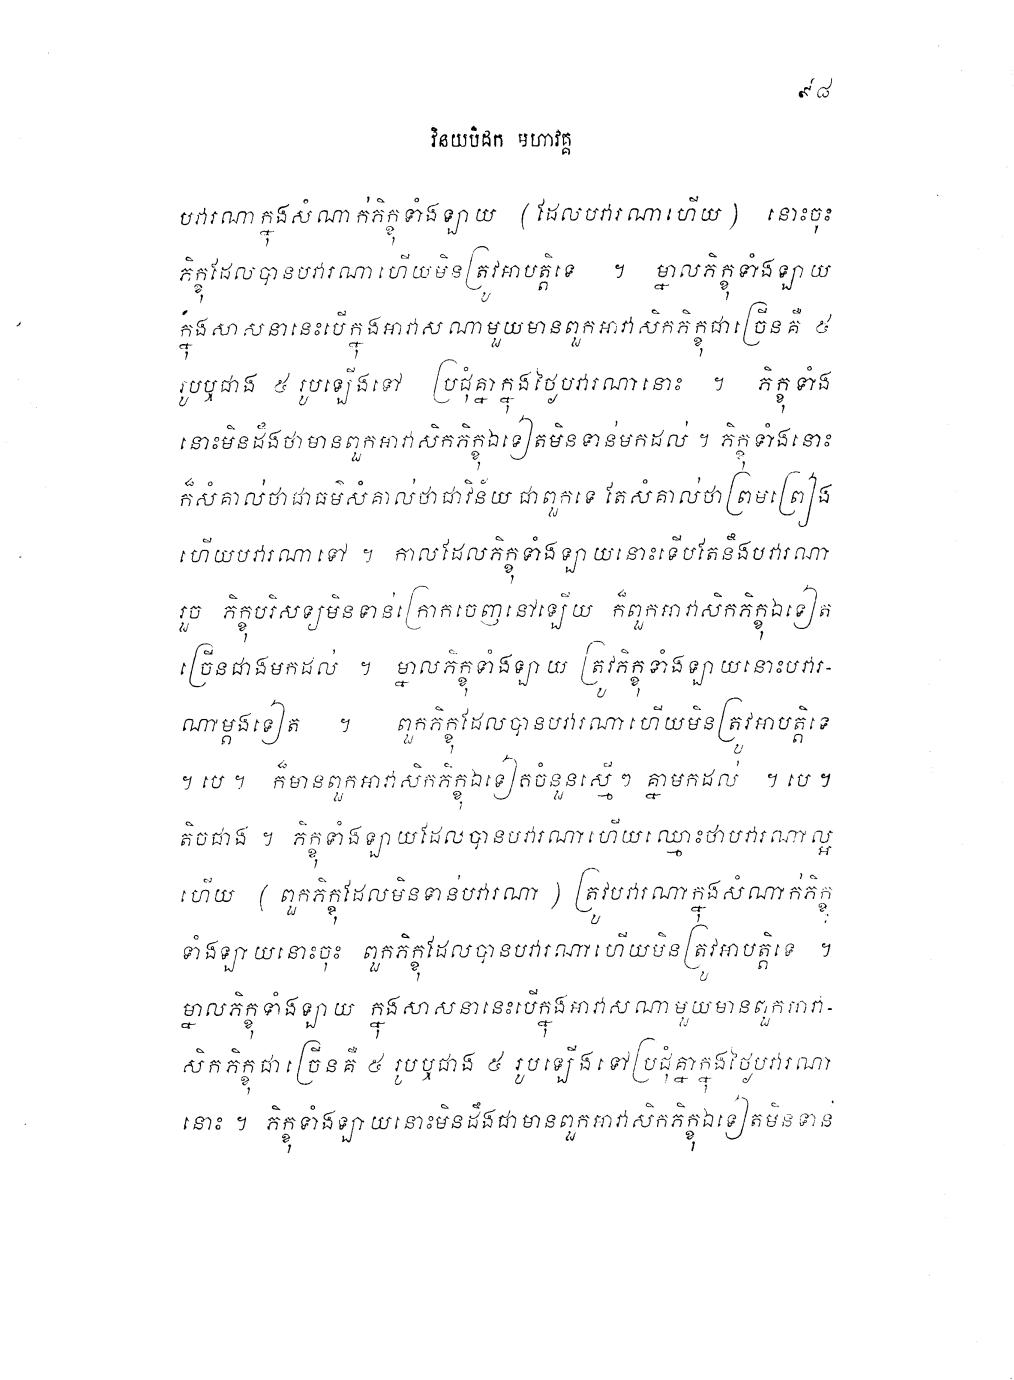 ៩៨
វិនយបិដក មហាវគ្គ
បវារណាក្នុងសំណាក់ភិក្ខុទាំងឡាយ (ដែលបវារណាហើយ) នោះចុះ
ភិក្ខុដែលបានបវារណាហើយមិនត្រូវអាបត្តិទេ ។ ម្នាលភិក្ខុទាំងឡាយ
ក្នុងសាសនានេះបើក្នុងអាវាសណាមួយមានពួកអាវាសិកភិក្ខុជាច្រើនគឺ ៥
រូបឬជាង ៥ រូបឡើងទៅ ប្រជុំគ្នាក្នុងថ្ងៃបវារណានោះ ។ ភិក្ខុទាំង
នោះមិនដឹងថាមានពួកអាវាសិកភិក្ខុឯទៀតមិនទាន់មកដល់ ។ ភិក្ខុទាំងនោះ
ក៏សំគាល់ថាជាធម៌សំគាល់ថាជាវិន័យ ជាពួកទេ តែសំគាល់ថាព្រមព្រៀង
ហើយបវារណាទៅ ។ កាលដែលភិក្ខុទាំងឡាយនោះទើបតែនឹងបវារណា
រួច ភិក្ខុបរិសទ្យមិនទាន់ក្រោកចេញនៅឡើយ ក៏ពួកអាវាសិកភិក្ខុឯទៀត
ច្រើនជាងមកដល់ ។ ម្នាលភិក្ខុទាំងឡាយ ត្រូវភិក្ខុទាំងឡាយនោះបវារ-
ណាម្តងទៀត ។ ពួកភិក្ខុដែលបានបវារណាហើយមិនត្រូវអាបត្តិទេ
។ បេ ។ ក៏មានពួកអាវាសិកភិក្ខុឯទៀតចំនួនស្មើៗ គ្នាមកដល់ ។ បេ ។
តិចជាង ។ ភិក្ខុទាំងឡាយដែលបានបវារណាហើយឈ្មោះថាបវារណាល្អ
ហើយ (ពួកភិក្ខុដែលមិនទាន់បវារណា) ត្រូវបវារណាក្នុងសំណាក់ភិក្ខុ
ទាំងឡាយនោះចុះ ពួកភិក្ខុដែលបានបវារណាហើយមិនត្រូវអាបត្តិទេ ។
ម្នាលភិក្ខុទាំងឡាយ ក្នុងសាសនានេះបើក្នុងអាវាសណាមួយមានពួកអាវា-
សិកភិក្ខុជាច្រើនគឺ ៥ រូបឬជាង ៥ រូបឡើងទៅប្រជុំគ្នាក្នុងថ្ងៃបវារណា
នោះ ។ ភិក្ខុទាំងឡាយនោះមិនដឹងជាមានពួកអាវាសិកភិក្ខុឯទៀតមិនទាន់